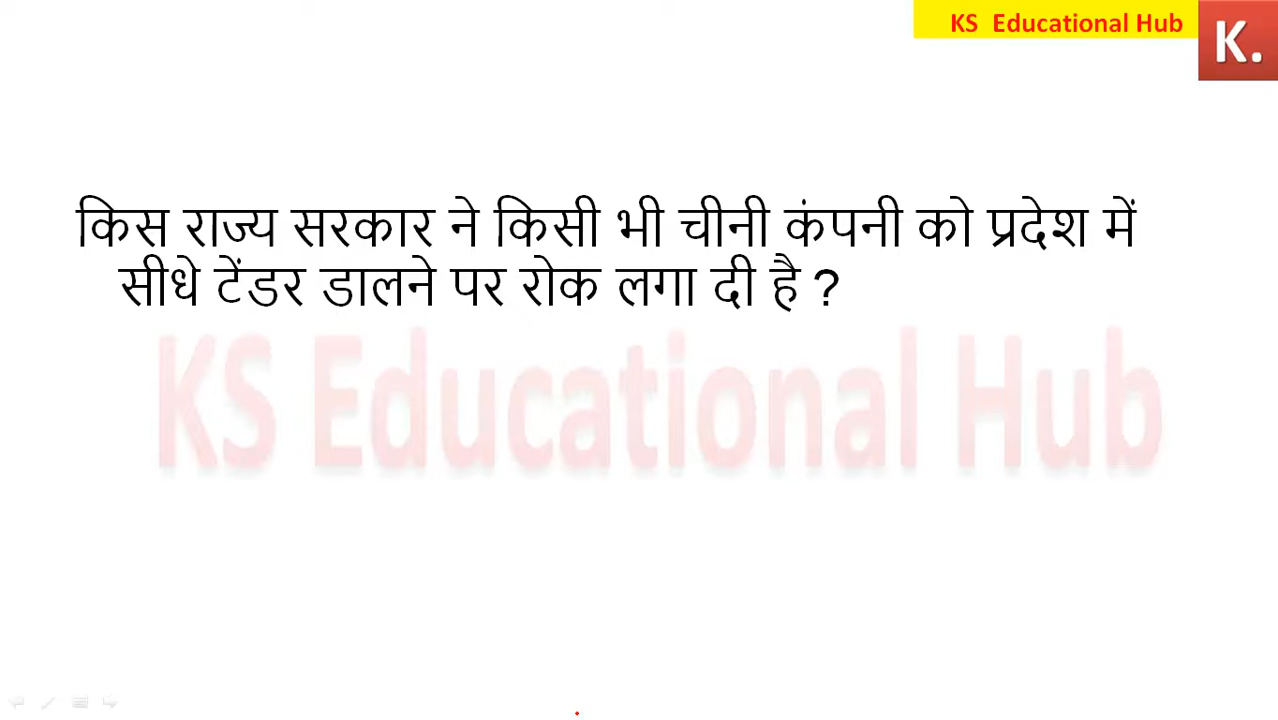 KS Educational Hub
K.
किस राज्य सरकार ने किसी भी चीनी कंपनी को प्रदेश में
सीधे टेंडर डालने पर रोक लगा दी है ?
KS Educational Hub